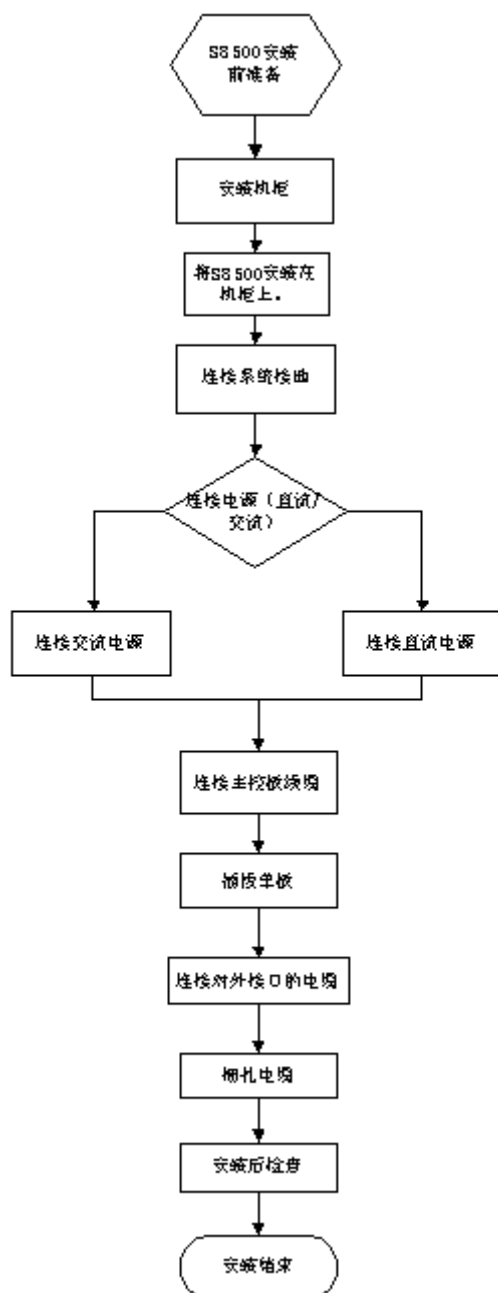 S8500安装
前准备
安装机柜
将S8500安装在
机柜上。
连接系统接地
连接电源（直流/
交流）
连接交流电源
连接直流电源
连接主控板线缆
插拔单板
连接对外接口的电缆
捆扎电缆
安装后检查
安装结束